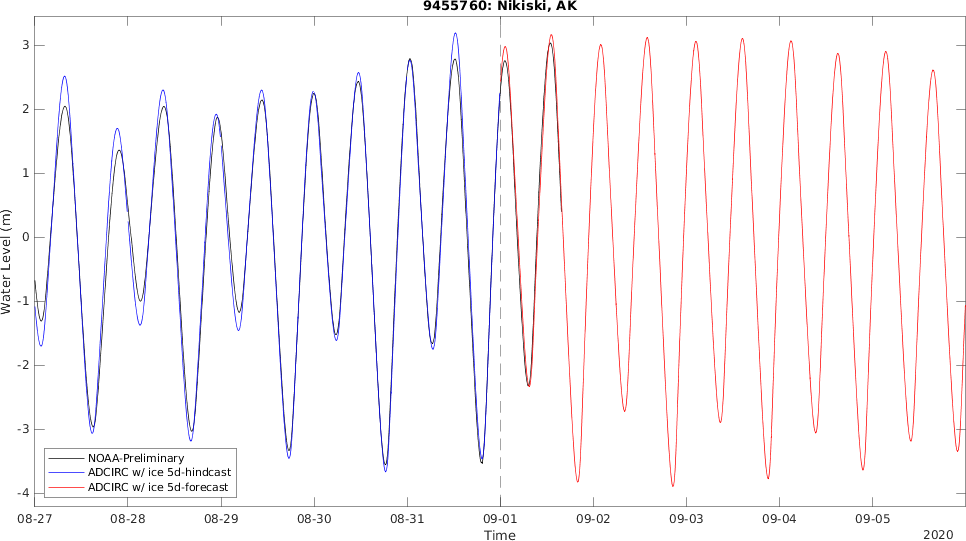 9455760: Nikiski, AK
Water Level (m)
3
2
1
0
-1
-2
-3
-4
NOAA-Preliminary
ADCIRC w/ ice 5d-hindcast
ADCIRC w/ ice 5d-forecast
08-27 08-28 08-29 08-30 08-31 09-01 09-02 09-03 09-04 09-05
Time
2020